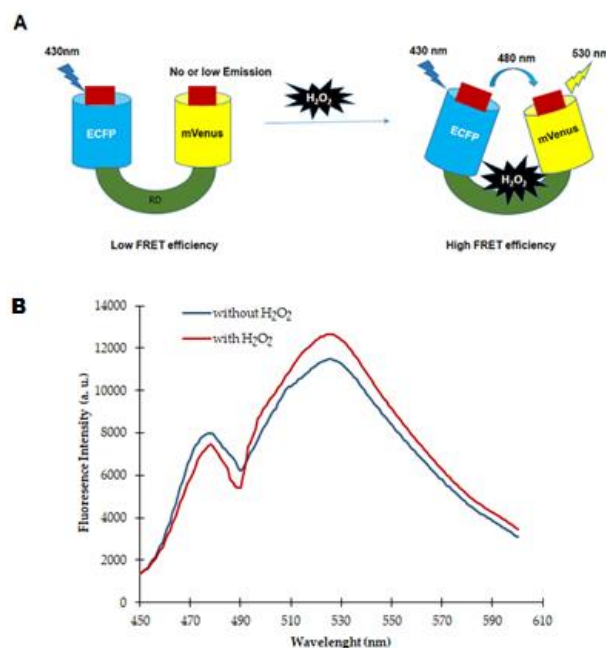 A
430nm
No or low Emission
ECFP
mVenus
RD
Low FRET efficiency
H₂O₂
430 nm
480 nm
530 nm
ECFP
mVenus
H₂O₂
High FRET efficiency
B
14000
12000
10000
8000
6000
4000
2000
0
Fluoresence Intensity (a. u.)
without H₂O₂
with H₂O₂
450 470 490 510 530 550 570 590 610
Wavelenght (nm)